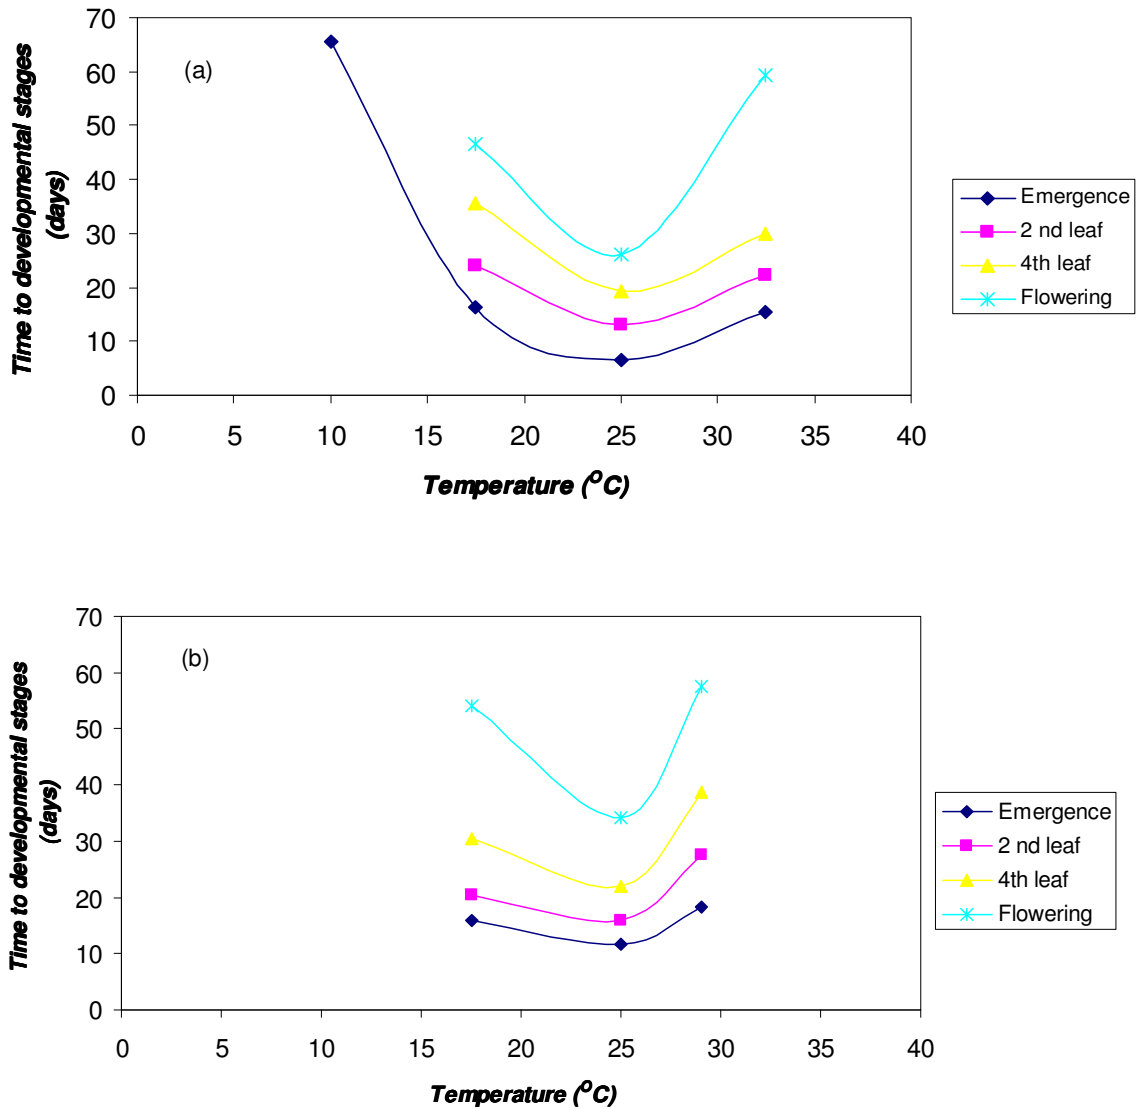 70
60
50
40
30
20
10
0
Time to developmental stages
(days)
(a)
0 5 10 15 20 25 30 35 40
Temperature (°C)
Emergence
2 nd leaf
4th leaf
Flowering
70
60
50
40
30
20
10
0
Time to developmental stages
(days)
(b)
0 5 10 15 20 25 30 35 40
Temperature (°C)
Emergence
2 nd leaf
4th leaf
Flowering